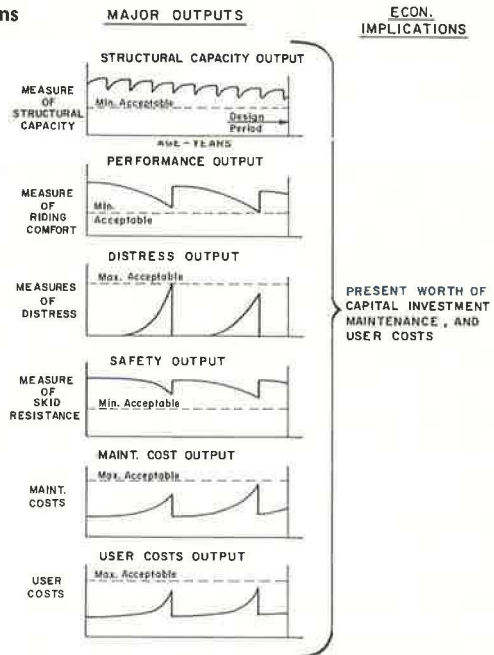 ns
MAJOR OUTPUTS
ECON.
IMPLICATIONS
STRUCTURAL CAPACITY OUTPUT
MEASURE
OF
STRUCTURAL
CAPACITY
Min. Acceptable
Design
Period
AGE - YEARS
PERFORMANCE OUTPUT
MEASURE
OF
RIDING
COMFORT
Min.
Acceptable
DISTRESS OUTPUT
MEASURES
OF
DISTRESS
Max. Acceptable
SAFETY OUTPUT
MEASURE
OF
SKID
RESISTANCE
Min. Acceptable
MAINT. COST OUTPUT
MAINT.
COSTS
Max. Acceptable
USER COSTS OUTPUT
USER
COSTS
Max. Acceptable
PRESENT WORTH OF
CAPITAL INVESTMENT
MAINTENANCE, AND
USER COSTS